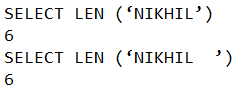 SELECT LEN (‘NIKHIL’)
6
SELECT LEN (‘NIKHIL  ’)
6